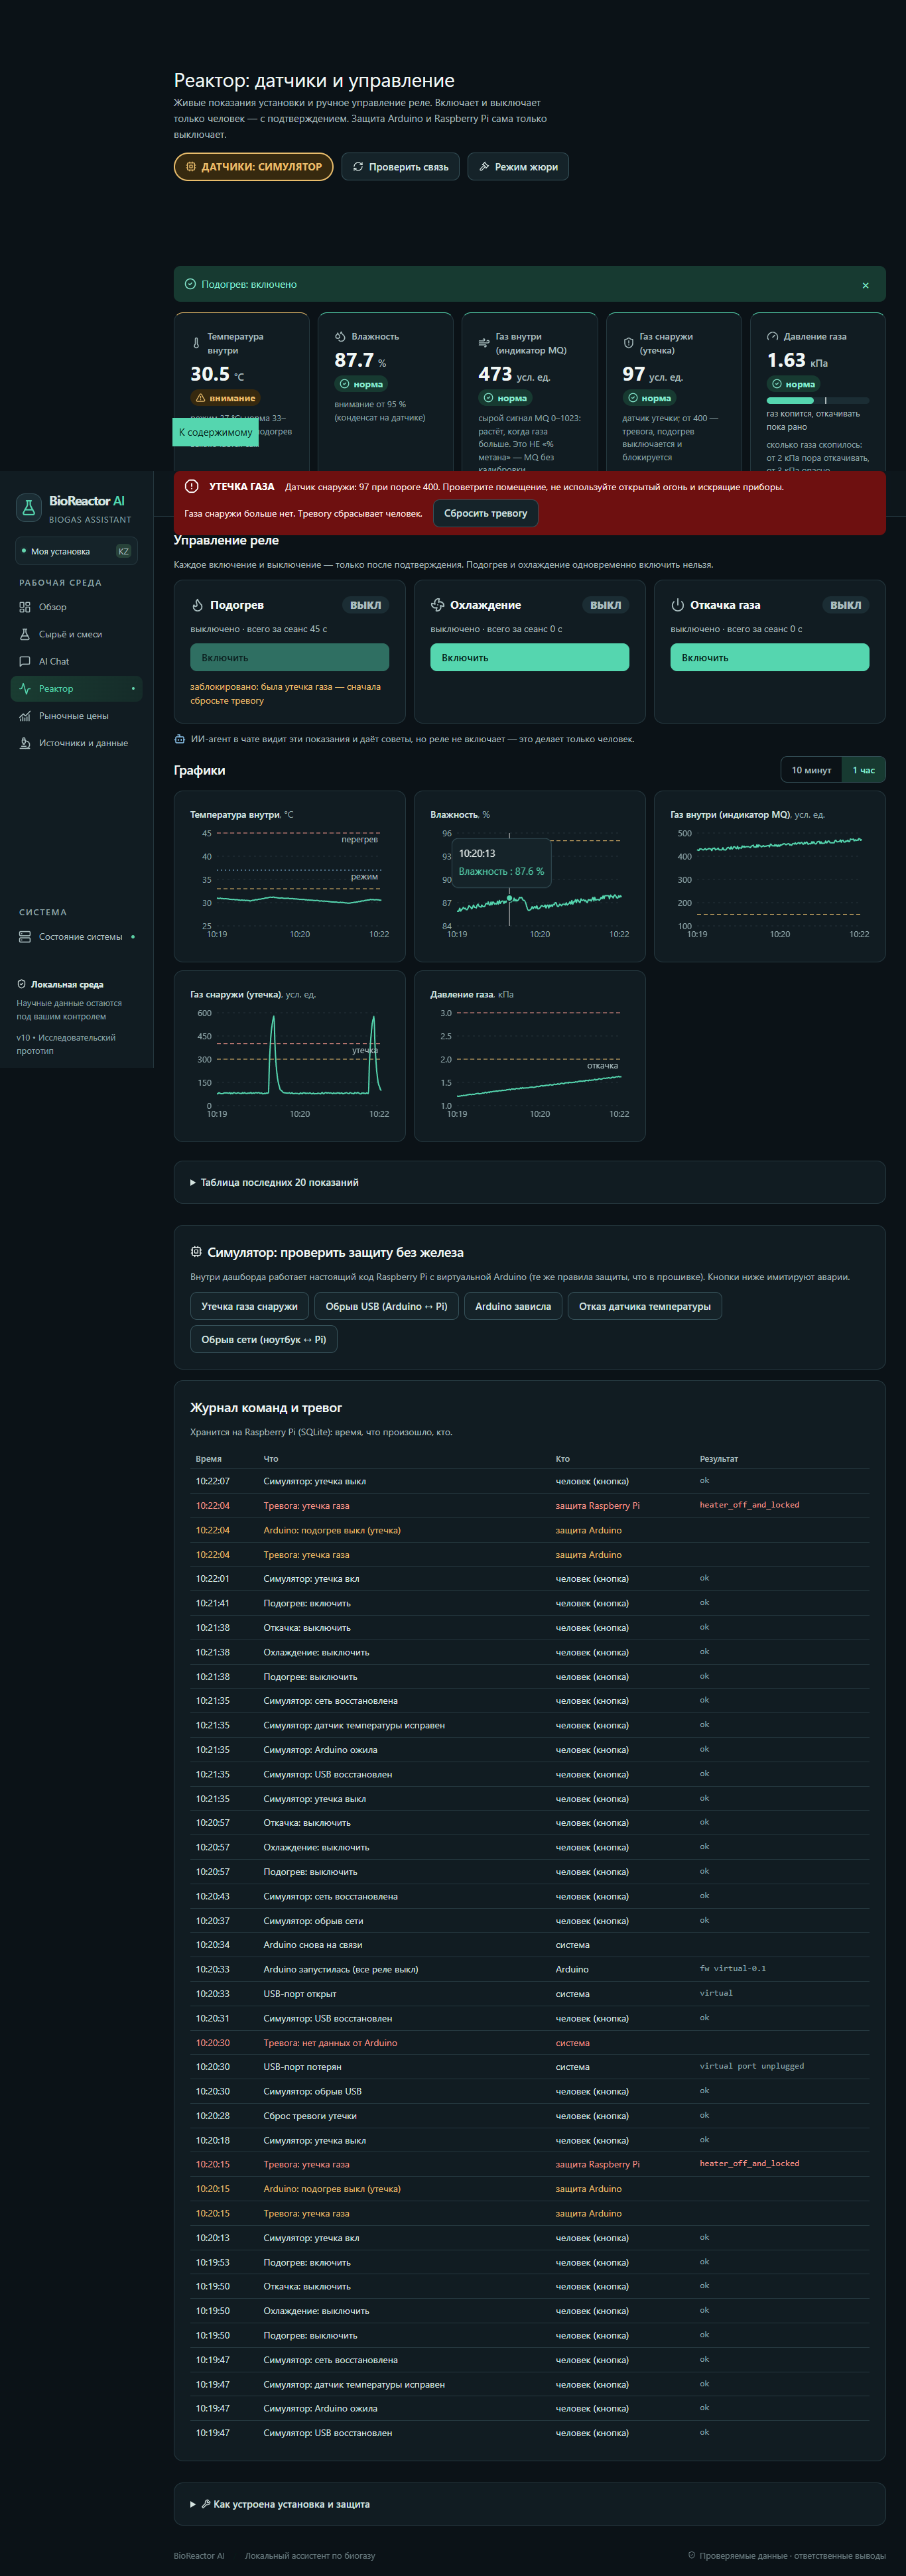 Реактор: датчики и управление
Живые показания установки и ручное управление реле. Включает и выключает
только человек — с подтверждением. Защита Arduino и Raspberry Pi сама только
выключает.
ДАТЧИКИ: СИМУЛЯТОР
Проверить связь
Режим жюри
Подогрев: включено
×
Температура
внутри
30.5 °C
внимание
Влажность
87.7 %
норма
внимание от 95 %
(конденсат на датчике)
Газ внутри
(индикатор MQ)
473 усл. ед.
норма
сырой сигнал MQ 0–1023:
растёт, когда газа
больше. Это НЕ «%
метана» — MQ без
калибровки
Газ снаружи
(утечка)
97 усл. ед.
норма
датчик утечки; от 400 —
тревога, подогрев
выключается и
блокируется
Давление газа
1.63 кПа
норма
газ копится, откачивать
пока рано
сколько газа скопилось:
от 2 кПа пора откачивать,
К содержимому
BioReactor AI
BIOGAS ASSISTANT
Моя установка KZ
РАБОЧАЯ СРЕДА
Обзор
Сырьё и смеси
AI Chat
Реактор
Рыночные цены
Источники и данные
СИСТЕМА
Состояние системы
Локальная среда
Научные данные остаются
под вашим контролем
v10 • Исследовательский
прототип
УТЕЧКА ГАЗА Датчик снаружи: 97 при пороге 400. Проверите помещение, не используйте открытый огонь и искрящие приборы.
Газа снаружи больше нет. Тревогу сбрасывает человек. Сбросить тревогу
Управление реле
Каждое включение и выключение — только после подтверждения. Подогрев и охлаждение одновременно включить нельзя.
Подогрев ВЫКЛ
выключено · всего за сеанс 45 с
Включить
заблокировано: была утечка газа — сначала
сбросьте тревогу
Охлаждение ВЫКЛ
выключено · всего за сеанс 0 с
Включить
Откачка газа ВЫКЛ
выключено · всего за сеанс 0 с
Включить
ИИ-агент в чате видит эти показания и даёт советы, но реле не включает — это делает только человек.
Графики
10 минут 1 час
Температура внутри, °C
45
перегрев
40
35
режим
30
25
10:19 10:20 10:22
Влажность, %
96
93
90
87
84
10:20:13
Влажность : 87.6 %
10:19 10:20 10:22
Газ внутри (индикатор MQ), усл. ед.
500
400
300
200
100
10:19 10:20 10:22
Газ снаружи (утечка), усл. ед.
600
450
утечка
300
150
0
10:19 10:20 10:22
Давление газа, кПа
3.0
2.5
2.0
откачка
1.5
1.0
10:19 10:20 10:22
Таблица последних 20 показаний
Симулятор: проверить защиту без железа
Внутри дашборда работает настоящий код Raspberry Pi с виртуальной Arduino (те же правила защиты, что в прошивке). Кнопки ниже имитируют аварии.
Утечка газа снаружи
Обрыв USB (Arduino ↔ Pi)
Arduino зависла
Отказ датчика температуры
Обрыв сети (ноутбук ↔ Pi)
Журнал команд и тревог
Хранится на Raspberry Pi (SQLite): время, что произошло, кто.
Время Что Кто Результат
10:22:07 Симулятор: утечка выкл человек (кнопка) ok
10:22:04 Тревога: утечка газа защита Raspberry Pi heater_off_and_locked
10:22:04 Arduino: подогрев выкл (утечка) защита Arduino
10:22:04 Тревога: утечка газа защита Arduino
10:22:01 Симулятор: утечка вкл человек (кнопка) ok
10:21:41 Подогрев: включить человек (кнопка) ok
10:21:38 Откачка: выключить человек (кнопка) ok
10:21:38 Охлаждение: выключить человек (кнопка) ok
10:21:38 Подогрев: выключить человек (кнопка) ok
10:21:35 Симулятор: сеть восстановлена человек (кнопка) ok
10:21:35 Симулятор: датчик температуры исправен человек (кнопка) ok
10:21:35 Симулятор: Arduino ожила человек (кнопка) ok
10:21:35 Симулятор: USB восстановлен человек (кнопка) ok
10:21:35 Симулятор: утечка выкл человек (кнопка) ok
10:20:57 Откачка: выключить человек (кнопка) ok
10:20:57 Охлаждение: выключить человек (кнопка) ok
10:20:57 Подогрев: выключить человек (кнопка) ok
10:20:43 Симулятор: сеть восстановлена человек (кнопка) ok
10:20:37 Симулятор: обрыв сети человек (кнопка) ok
10:20:34 Arduino снова на связи система
10:20:33 Arduino запустилась (все реле выкл) Arduino fw virtual-0.1
10:20:33 USB-порт открыт система virtual
10:20:31 Симулятор: USB восстановлен человек (кнопка) ok
10:20:30 Тревога: нет данных от Arduino система
10:20:30 USB-порт потерян система virtual port unplugged
10:20:30 Симулятор: обрыв USB человек (кнопка) ok
10:20:28 Сброс тревоги утечки человек (кнопка) ok
10:20:18 Симулятор: утечка выкл человек (кнопка) ok
10:20:15 Тревога: утечка газа защита Raspberry Pi heater_off_and_locked
10:20:15 Arduino: подогрев выкл (утечка) защита Arduino
10:20:15 Тревога: утечка газа защита Arduino
10:20:13 Симулятор: утечка вкл человек (кнопка) ok
10:19:53 Подогрев: включить человек (кнопка) ok
10:19:50 Откачка: выключить человек (кнопка) ok
10:19:50 Охлаждение: выключить человек (кнопка) ok
10:19:50 Подогрев: выключить человек (кнопка) ok
10:19:47 Симулятор: сеть восстановлена человек (кнопка) ok
10:19:47 Симулятор: датчик температуры исправен человек (кнопка) ok
10:19:47 Симулятор: Arduino ожила человек (кнопка) ok
10:19:47 Симулятор: USB восстановлен человек (кнопка) ok
Как устроена установка и защита
BioReactor AI Локальный ассистент по биогазу Проверяемые данные · ответственные выводы